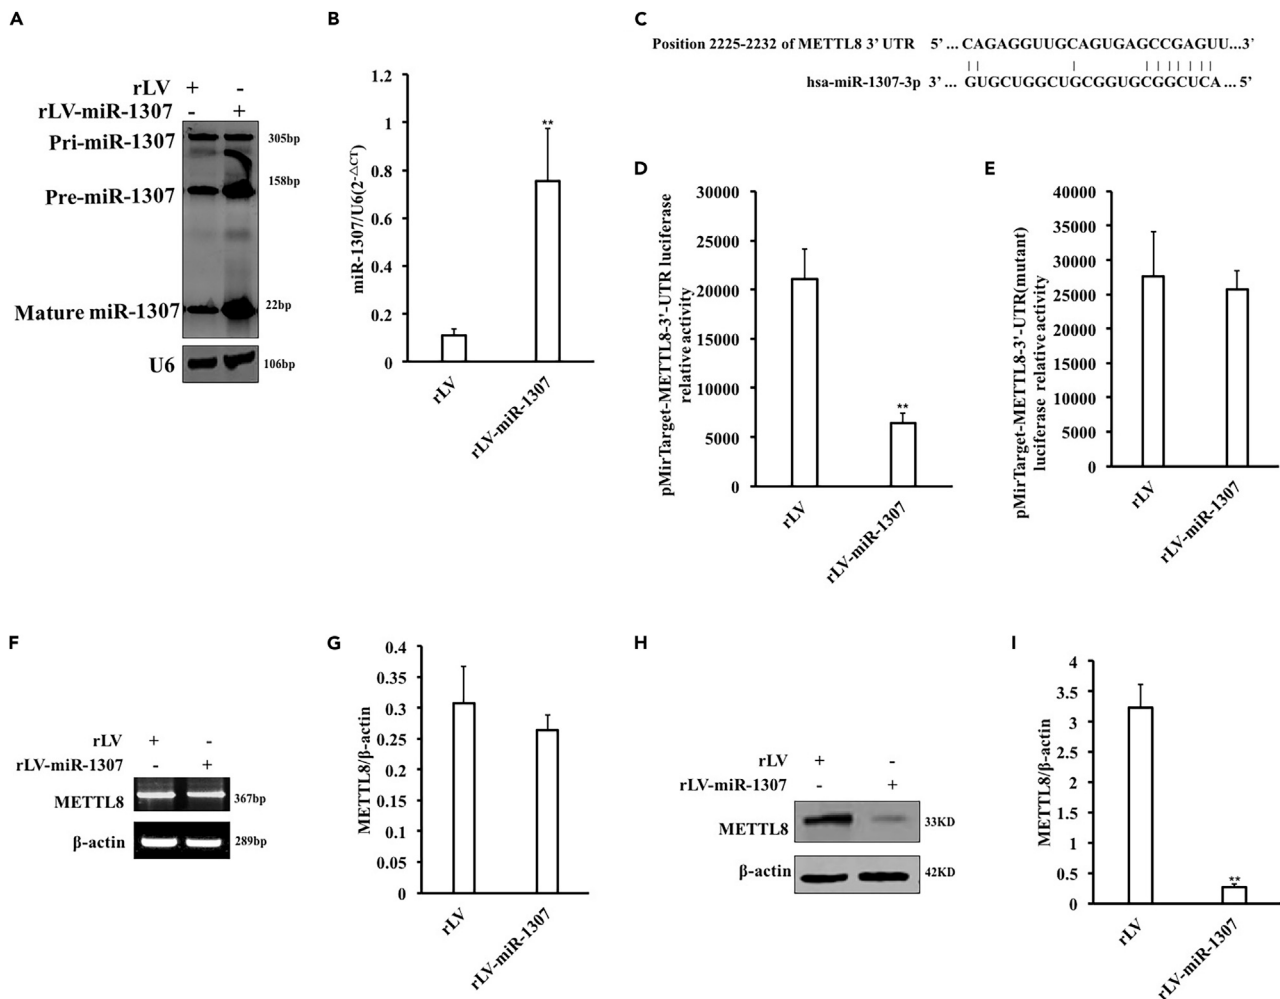 A
rLV + -
rLV-miR-1307 - +
Pri-miR-1307 305bp
158bp
Pre-miR-1307
Mature miR-1307 22bp
U6 106bp
B
miR-1307/U6(2-△CT)
1.2
1
0.8
0.6
0.4
0.2
0
**
rLV
rLV-miR-1307
C
Position 2225-2232 of METTL8 3’ UTR 5’ ... CAGAGGUUGCAGUGAGCCGAGUU...3’
hsa-miR-1307-3p 3’ ... GUGCUGGCUGCGGUGCGGCUCA ... 5’
D
pMirTarget-METTL8-3’-UTR luciferase
relative activity
30000
25000
20000
15000
10000
5000
0
**
rLV
rLV-miR-1307
E
pMirTarget-METTL8-3’-UTR(mutant)
luciferase relative activity
40000
35000
30000
25000
20000
15000
10000
5000
0
rLV
rLV-miR-1307
F
rLV + -
rLV-miR-1307 - +
METTL8 367bp
β-actin 289bp
G
METTL8/β-actin
0.4
0.35
0.3
0.25
0.2
0.15
0.1
0.05
0
rLV
rLV-miR-1307
H
rLV + -
rLV-miR-1307 - +
METTL8 33KD
β-actin 42KD
I
METTL8/β-actin
4
3.5
3
2.5
2
1.5
1
0.5
0
**
rLV
rLV-miR-1307